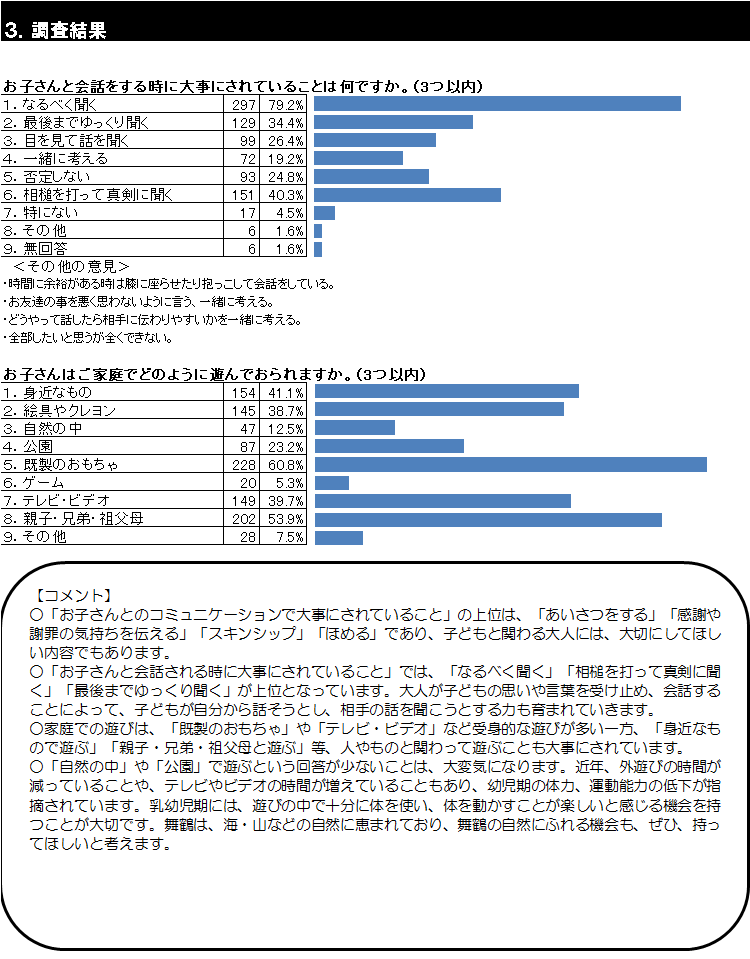 3. 調査結果
お子さんと会話をする時に大事にされていることは何ですか。(3つ以内)
1. なるべく聞く 297 79.2%
2. 最後までゆっくり聞く 129 34.4%
3. 目を見て話を聞く 99 26.4%
4. 一緒に考える 72 19.2%
5. 否定しない 93 24.8%
6. 相槌を打って真剣に聞く 151 40.3%
7. 特にない 17 4.5%
8. その他 6 1.6%
9. 無回答 6 1.6%
＜その他の意見＞
・時間に余裕がある時は膝に座らせたり抱っこして会話をしている。
・お友達の事を悪く思わないように言う、一緒に考える。
・どうやって話したら相手に伝わりやすいかを一緒に考える。
・全部したいと思うが全くできない。
お子さんはご家庭でどのように遊んでおられますか。(3つ以内)
1. 身近なもの 154 41.1%
2. 絵具やクレヨン 145 38.7%
3. 自然の中 47 12.5%
4. 公園 87 23.2%
5. 既製のおもちゃ 228 60.8%
6. ゲーム 20 5.3%
7. テレビ・ビデオ 149 39.7%
8. 親子・兄弟・祖父母 202 53.9%
9. その他 28 7.5%
【コメント】
○「お子さんとのコミュニケーションで大事にされていること」の上位は、「あいさつをする」「感謝や
謝罪の気持ちを伝える」「スキンシップ」「ほめる」であり、子どもと関わる大人には、大切にしてほし
い内容でもあります。
○「お子さんと会話される時に大事にされていること」では、「なるべく聞く」「相槌を打って真剣に聞
く」「最後までゆっくり聞く」が上位となっています。大人が子どもの思いや言葉を受け止め、会話する
ことによって、子どもが自分から話そうとし、相手の話を聞こうとする力も育まれていきます。
○家庭での遊びは、「既製のおもちゃ」や「テレビ・ビデオ」など受身的な遊びが多い一方、「身近なも
ので遊ぶ」「親子・兄弟・祖父母と遊ぶ」等、人やものと関わって遊ぶことも大事にされています。
○「自然の中」や「公園」で遊ぶという回答が少ないことは、大変気になります。近年、外遊びの時間が
減っていることや、テレビやビデオの時間が増えていることもあり、幼児期の体力、運動能力の低下が指
摘されています。乳幼児期には、遊びの中で十分に体を使い、体を動かすことが楽しいと感じる機会を持
つことが大切です。舞鶴は、海・山などの自然に恵まれており、舞鶴の自然にふれる機会も、ぜひ、持っ
てほしいと考えます。